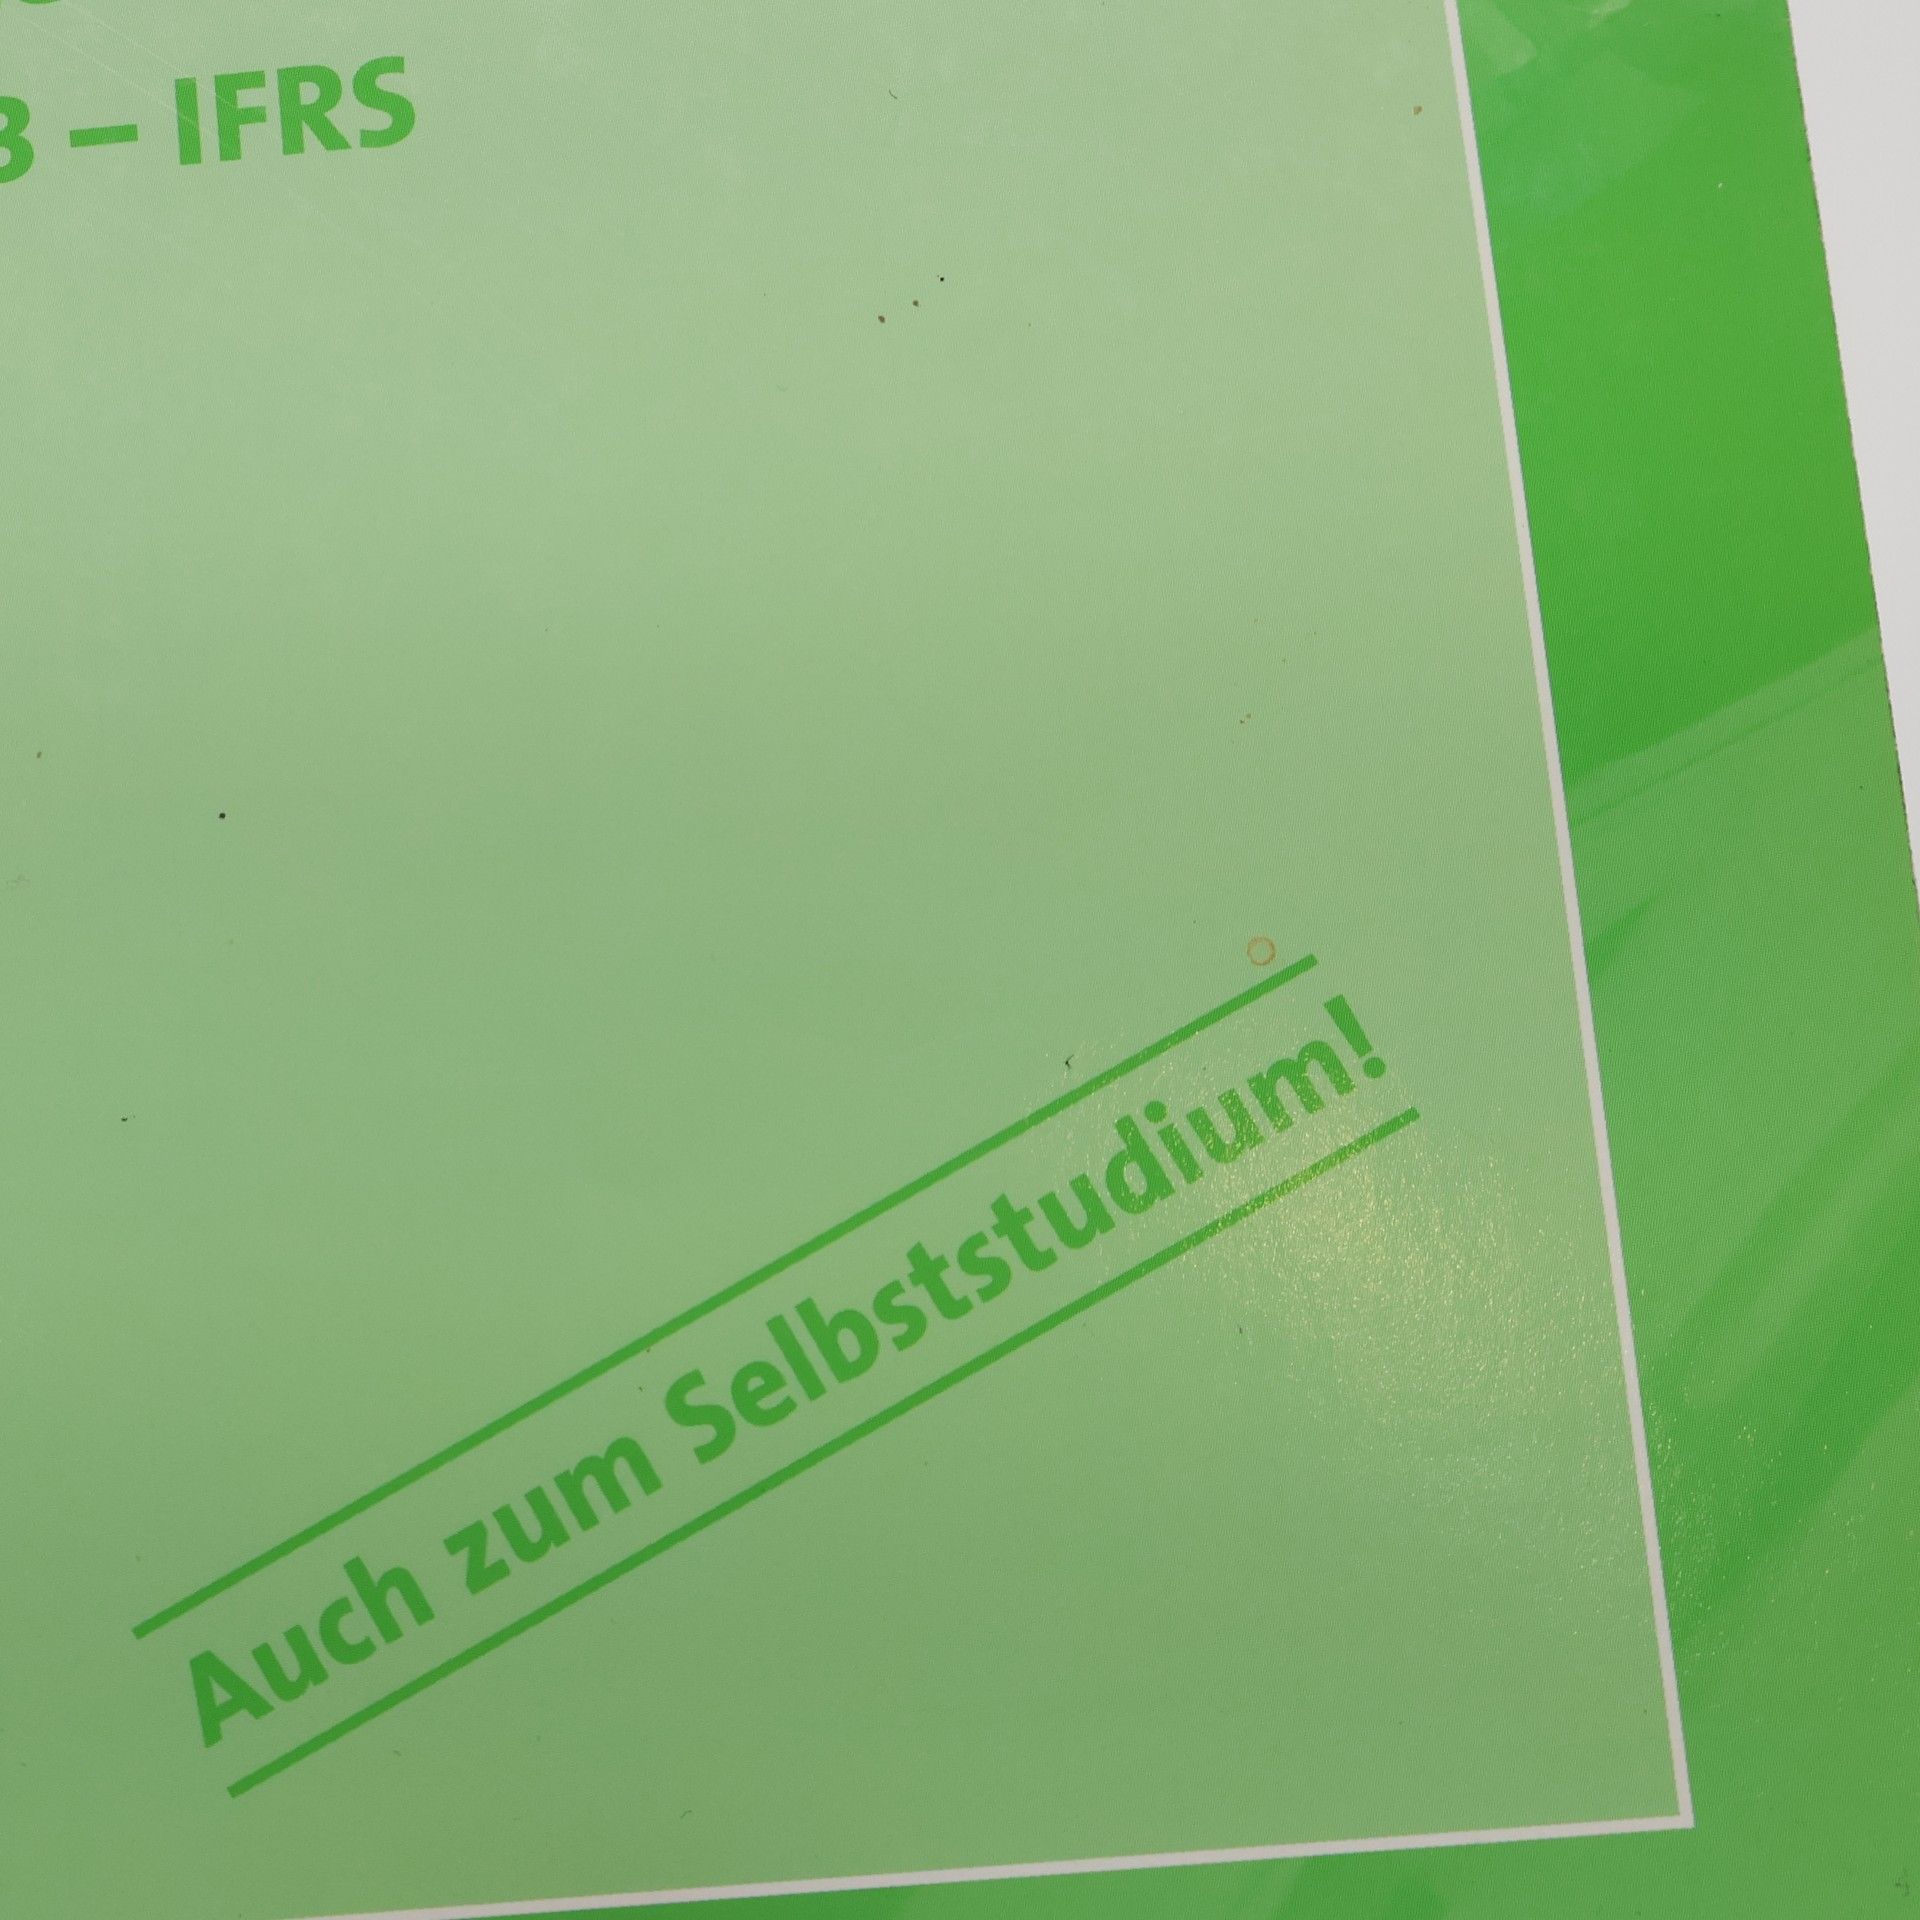 – IFRS
Auch zum Selbststudium!